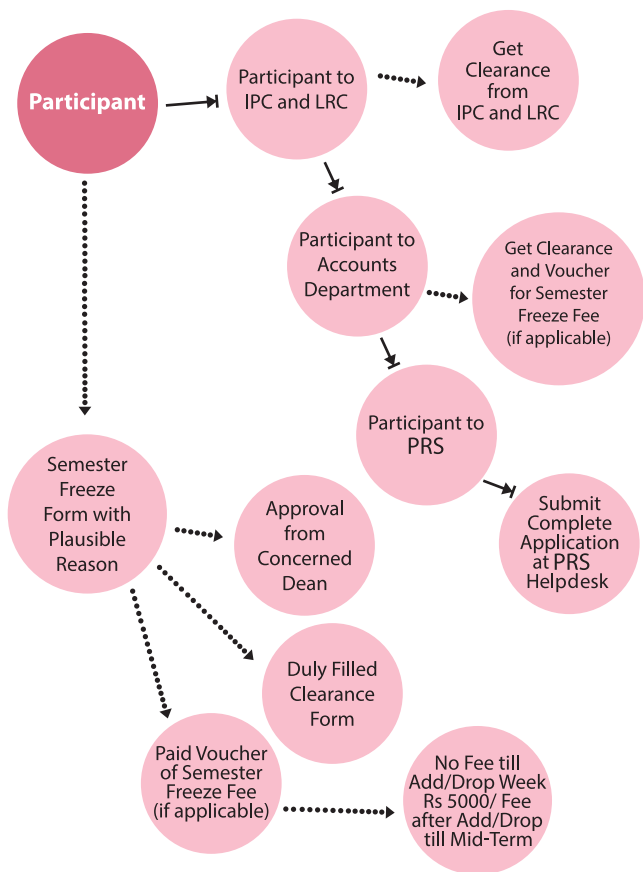 Participant
Participant to
IPC and LRC
Get
Clearance
from
IPC and LRC
Participant to
Accounts
Department
Get Clearance
and Voucher
for Semester
Freeze Fee
(if applicable)
Participant to
PRS
Submit
Complete
Application
at PRS
Helpdesk
Semester
Freeze
Form with
Plausible
Reason
Approval
from
Concerned
Dean
Duly Filled
Clearance
Form
Paid Voucher
of Semester
Freeze Fee
(if applicable)
No Fee till
Add/Drop Week
Rs 5000/ Fee
after Add/Drop
till Mid-Term